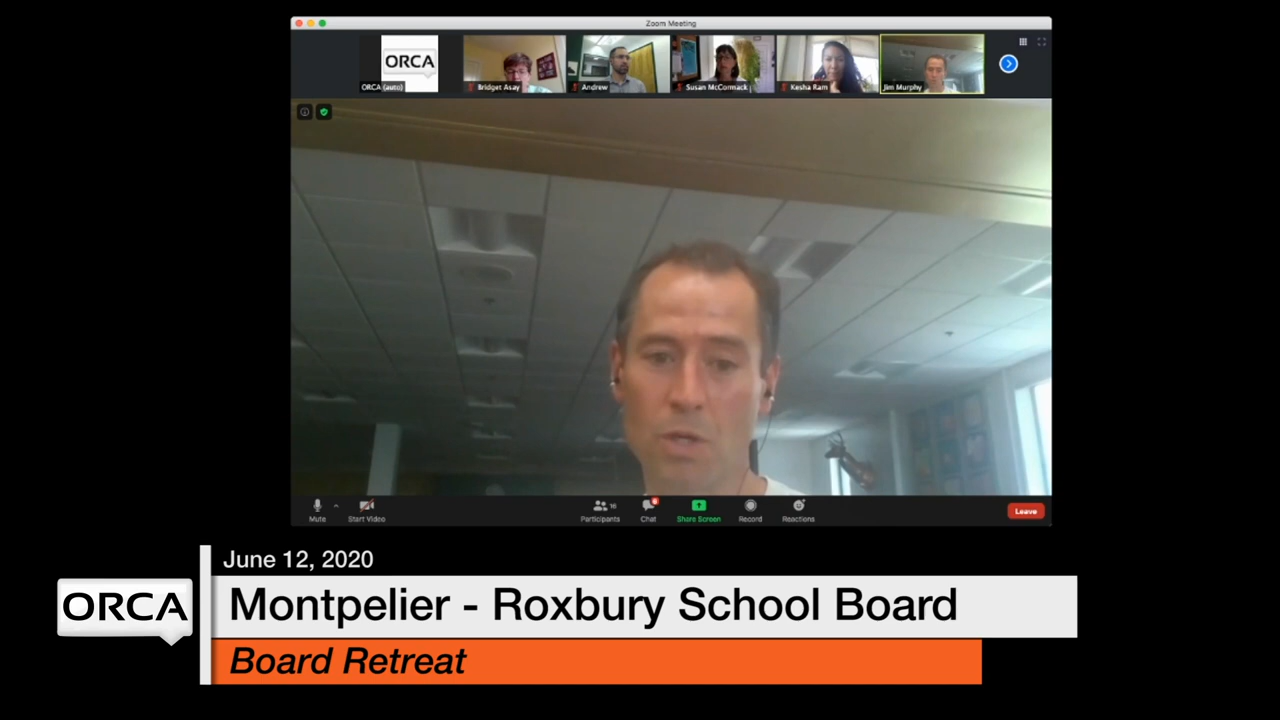 Zoom Meeting
ORCA
ORCA (auto)
Bridget Asay
Andrew
Susan McCormack
Kesha Ram
Jim Murphy
Mute
Start Video
Participants
16
Chat
Share Screen
Record
Reactions
Leave
June 12, 2020
ORCA
Montpelier - Roxbury School Board
Board Retreat